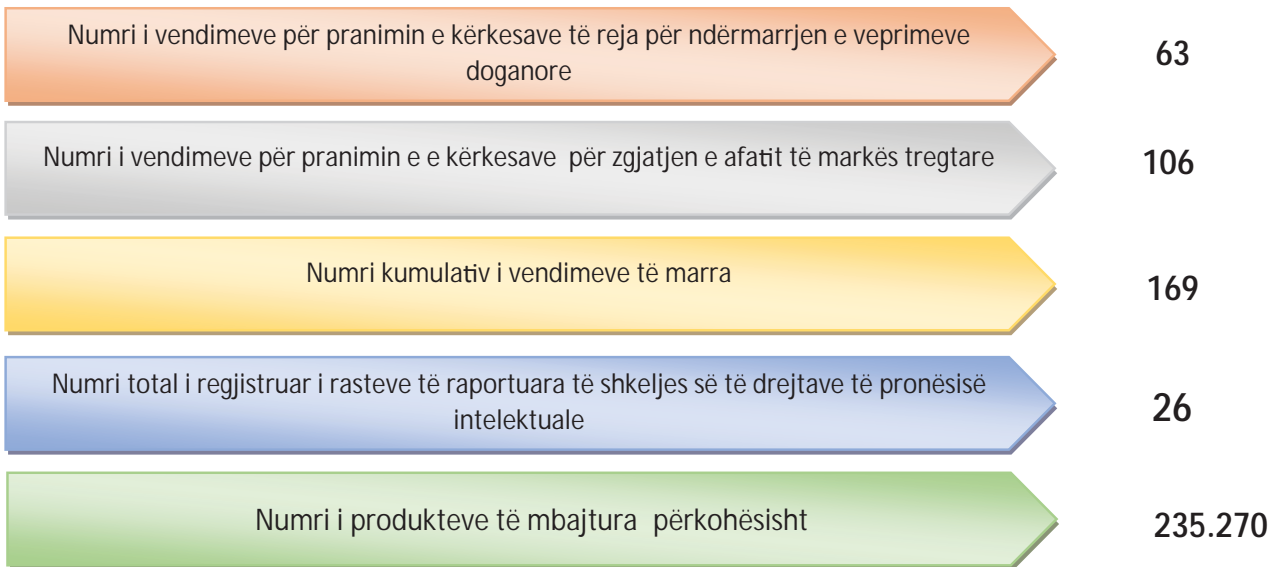 Numri i vendimeve për pranimin e kërkesave të reja për ndërmarrjen e veprimeve
doganore
63
Numri i vendimeve për pranimin e e kërkesave për zgjatjen e afatit të markës tregtare
106
Numri kumulativ i vendimeve të marra
169
Numri total i regjistruar i rasteve të raportuara të shkeljes së të drejtave të pronësisë
intelektuale
26
Numri i produkteve të mbajtura përkohësisht
235.270